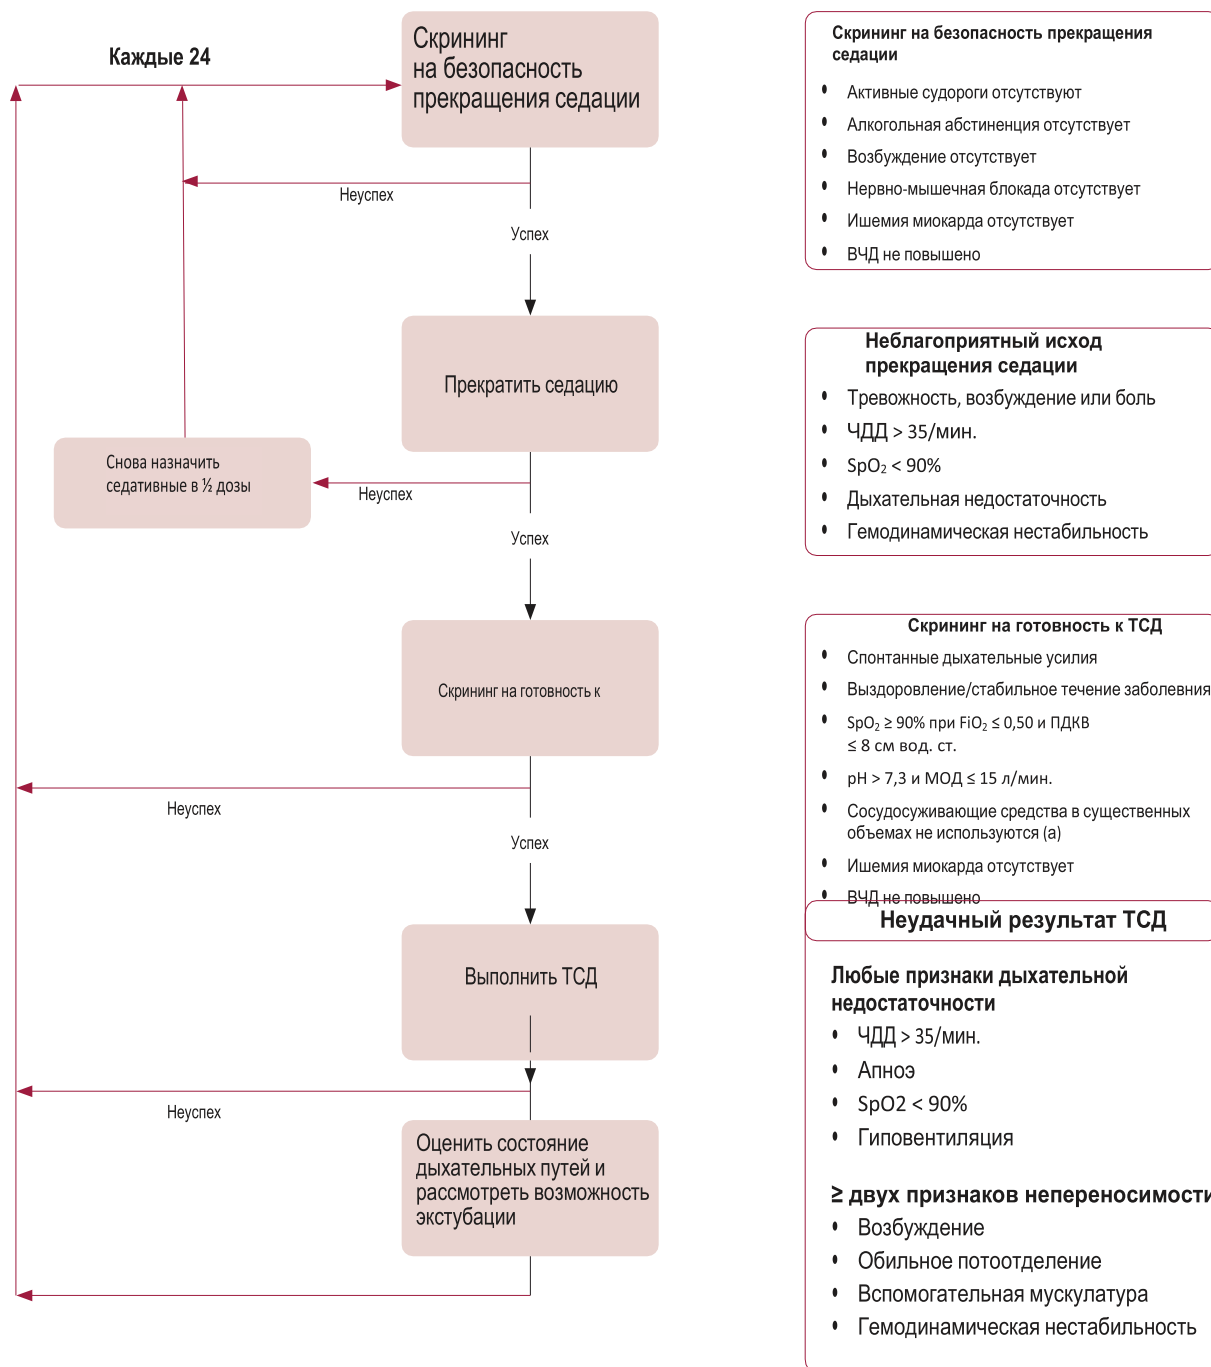 Каждые 24
Скрининг
на безопасность
прекращения седации
Неуспех
Успех
Прекратить седацию
Снова назначить
седативные в ½ дозы
Неуспех
Успех
Скрининг на готовность к
Неуспех
Успех
Выполнить ТСД
Неуспех
Оценить состояние
дыхательных путей и
рассмотреть возможность
экстубации
Скрининг на безопасность прекращения
седации
• Активные судороги отсутствуют
• Алкогольная абстиненция отсутствует
• Возбуждение отсутствует
• Нервно-мышечная блокада отсутствует
• Ишемия миокарда отсутствует
• ВЧД не повышено
Неблагоприятный исход
прекращения седации
• Тревожность, возбуждение или боль
• ЧДД > 35/мин.
• SpO₂ < 90%
• Дыхательная недостаточность
• Гемодинамическая нестабильность
Скрининг на готовность к ТСД
• Спонтанные дыхательные усилия
• Выздоровление/стабильное течение заболевния
• SpO₂ ≥ 90% при FiO₂ ≤ 0,50 и ПДКВ
≤ 8 см вод. ст.
• pH > 7,3 и МОД ≤ 15 л/мин.
• Сосудосуживающие средства в существенных
объемах не используются (а)
• Ишемия миокарда отсутствует
• ВЧД не повышено
Неудачный результат ТСД
Любые признаки дыхательной
недостаточности
• ЧДД > 35/мин.
• Апноэ
• SpO2 < 90%
• Гиповентиляция
≥ двух признаков непереносимости
• Возбуждение
• Обильное потоотделение
• Вспомогательная мускулатура
• Гемодинамическая нестабильность